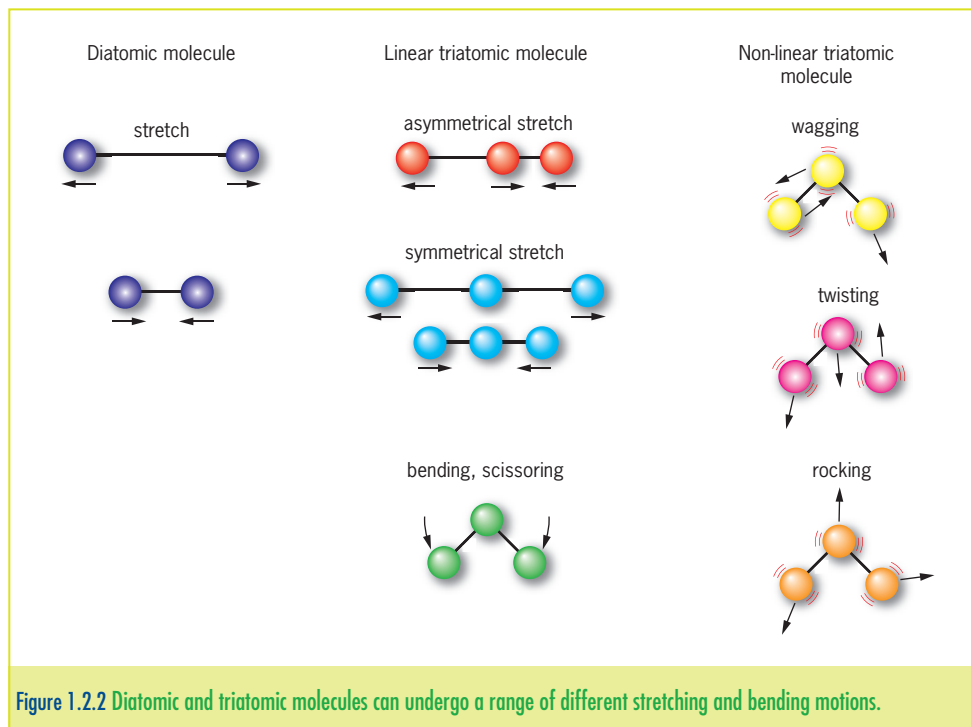 Diatomic molecule
stretch
Linear triatomic molecule
asymmetrical stretch
symmetrical stretch
bending, scissoring
Non-linear triatomic
molecule
wagging
twisting
rocking
Figure 1.2.2 Diatomic and triatomic molecules can undergo a range of different stretching and bending motions.